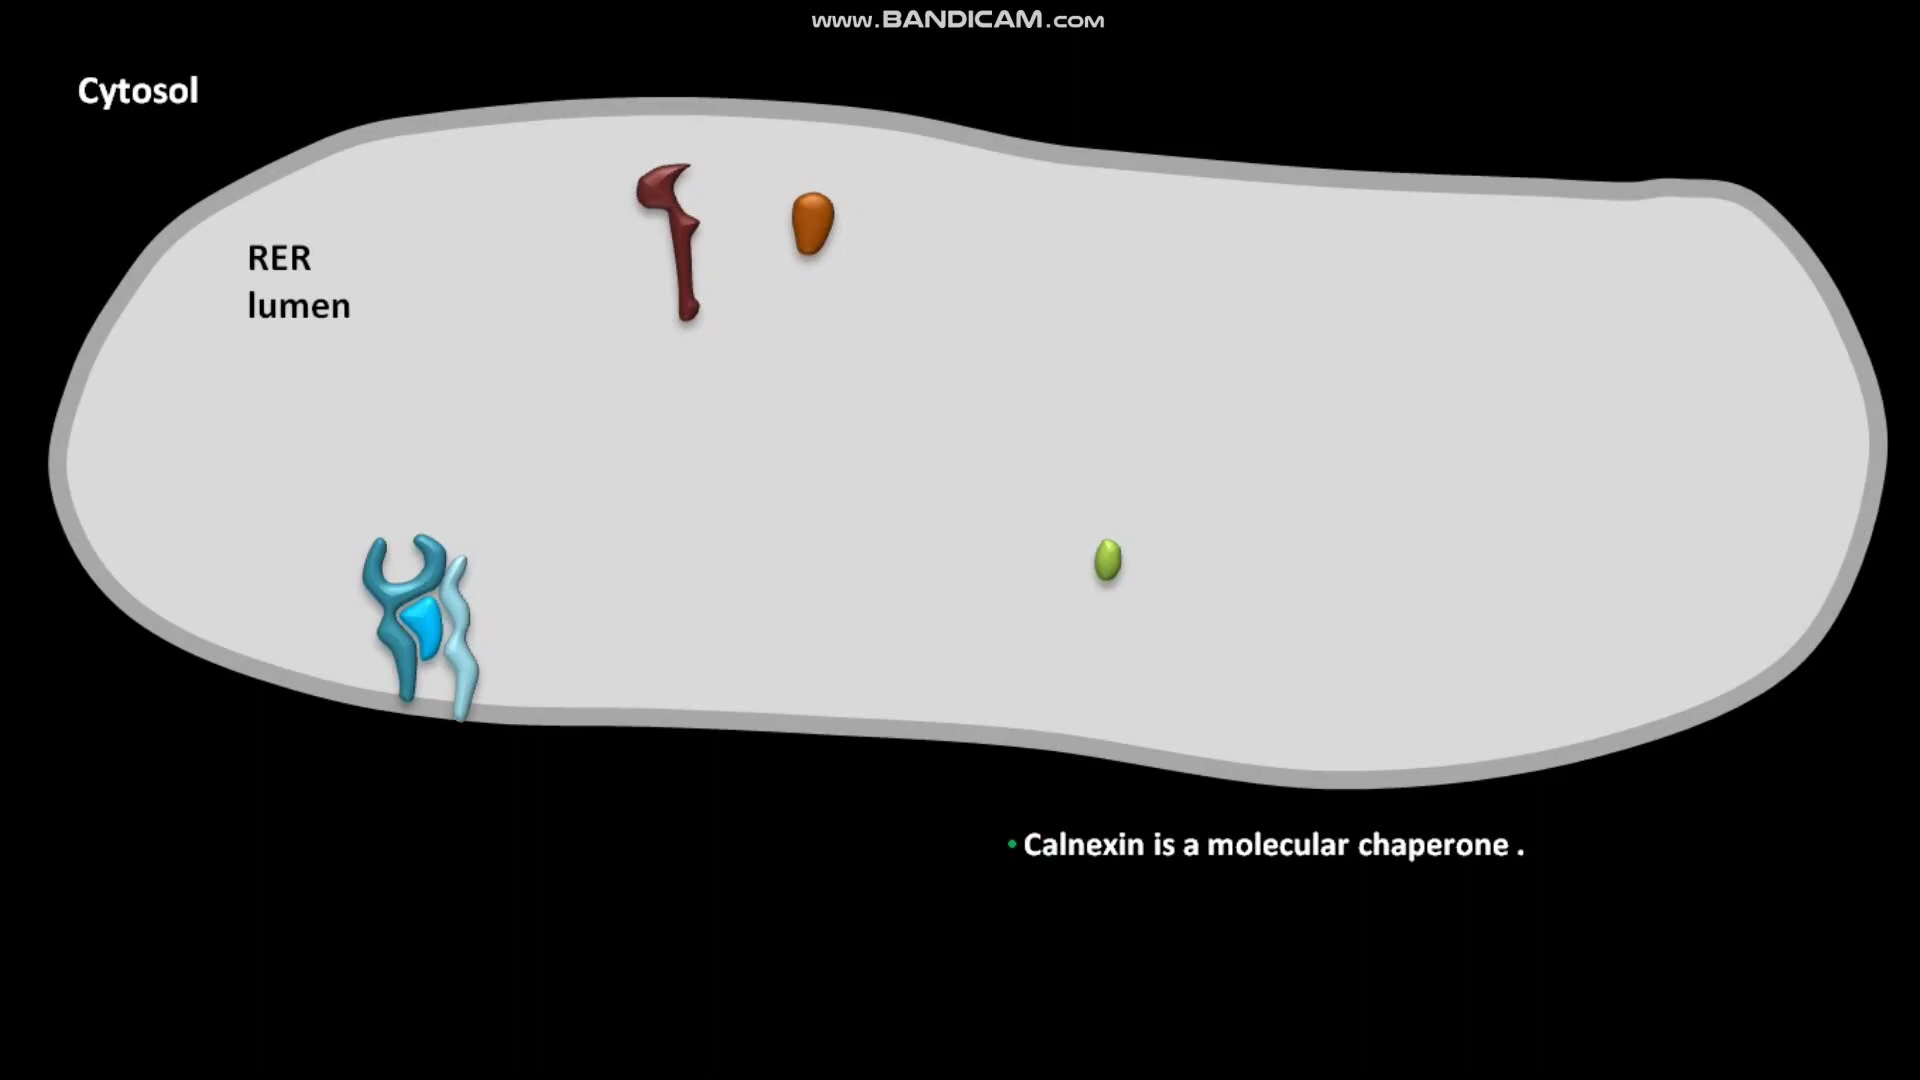 www.BANDICAM.com
Cytosol
RER
lumen
• Calnexin is a molecular chaperone .